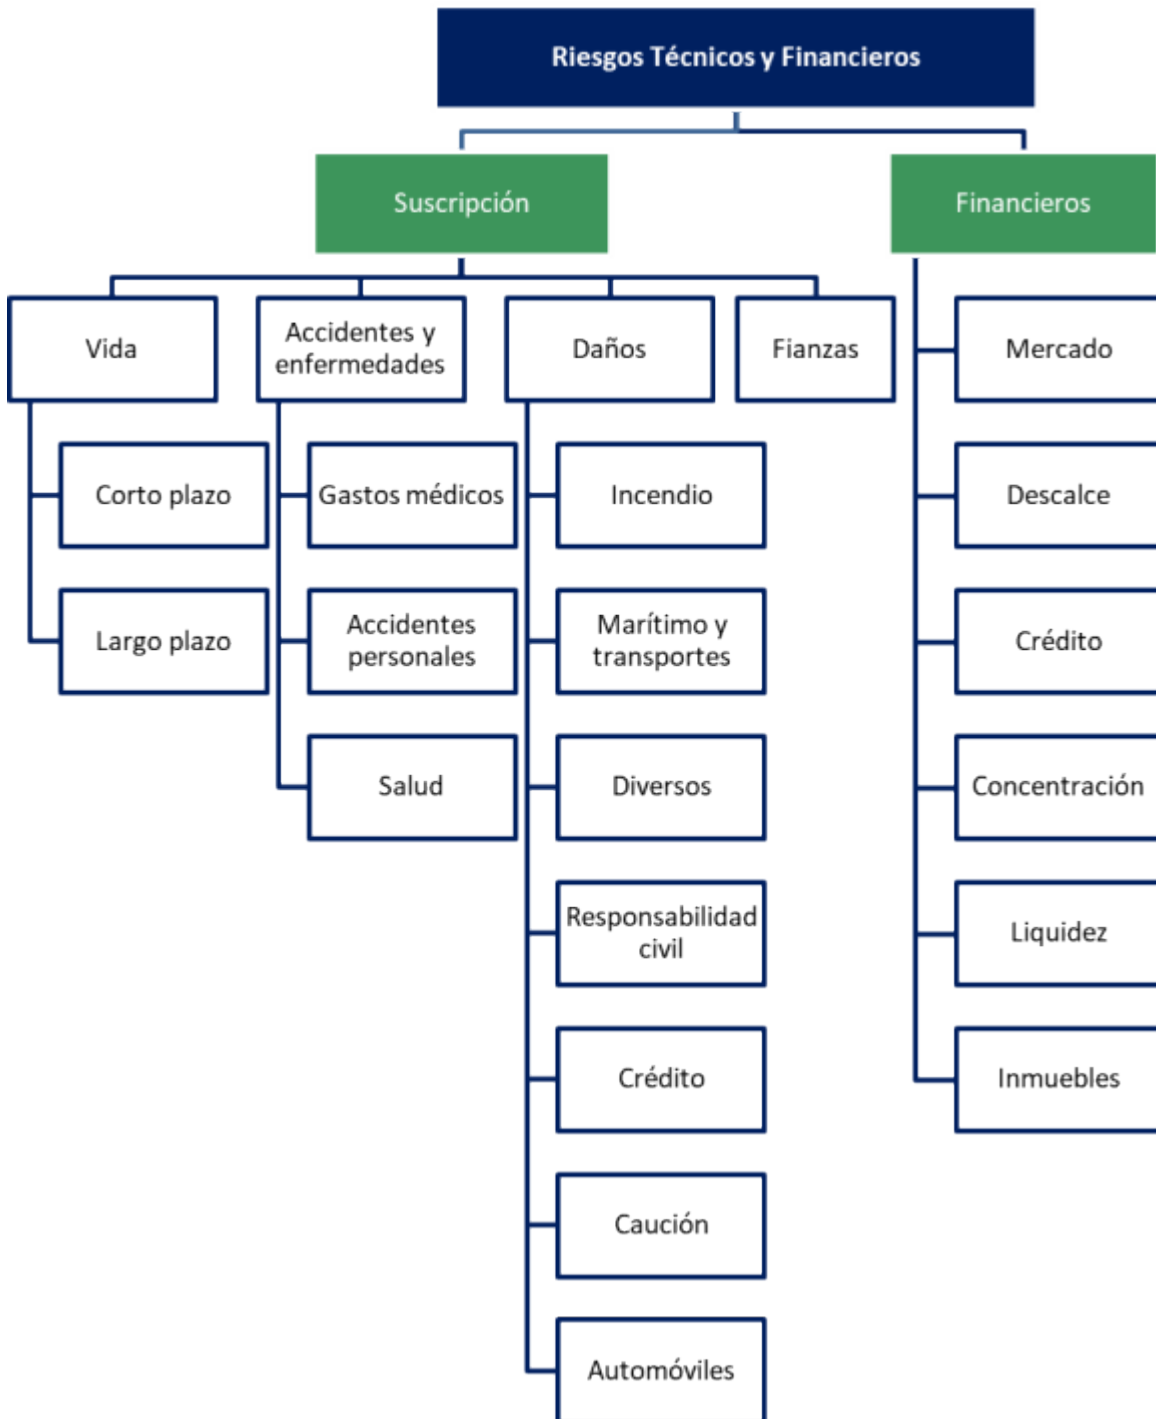 Riesgos Técnicos y Financieros
Suscripción
Financieros
Vida
Accidentes y
enfermedades
Daños
Fianzas
Mercado
Corto plazo
Gastos médicos
Incendio
Descalce
Largo plazo
Accidentes
personales
Marítimo y
transportes
Crédito
Salud
Diversos
Concentración
Responsabilidad
civil
Liquidez
Crédito
Inmuebles
Caución
Automóviles